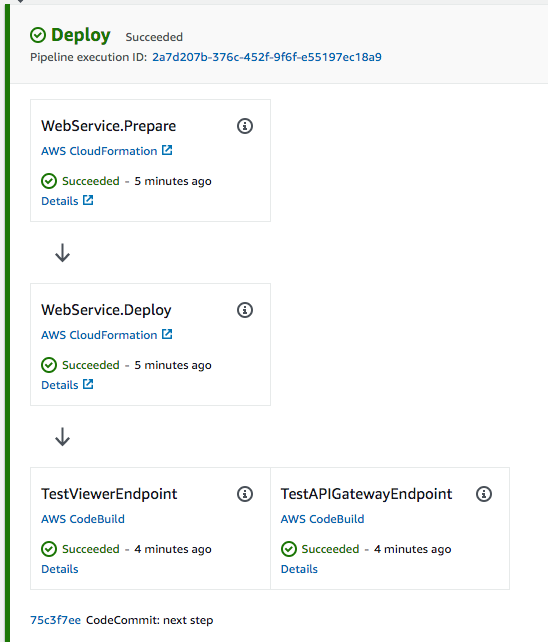 Deploy Succeeded
Pipeline execution ID: 2a7d207b-376c-452f-9f6f-e55197ec18a9
WebService.Prepare
AWS CloudFormation
Succeeded - 5 minutes ago
Details
WebService.Deploy
AWS CloudFormation
Succeeded - 5 minutes ago
Details
TestViewerEndpoint
AWS CodeBuild
Succeeded - 4 minutes ago
Details
TestAPIGatewayEndpoint
AWS CodeBuild
Succeeded - 4 minutes ago
Details
75c3f7ee CodeCommit: next step